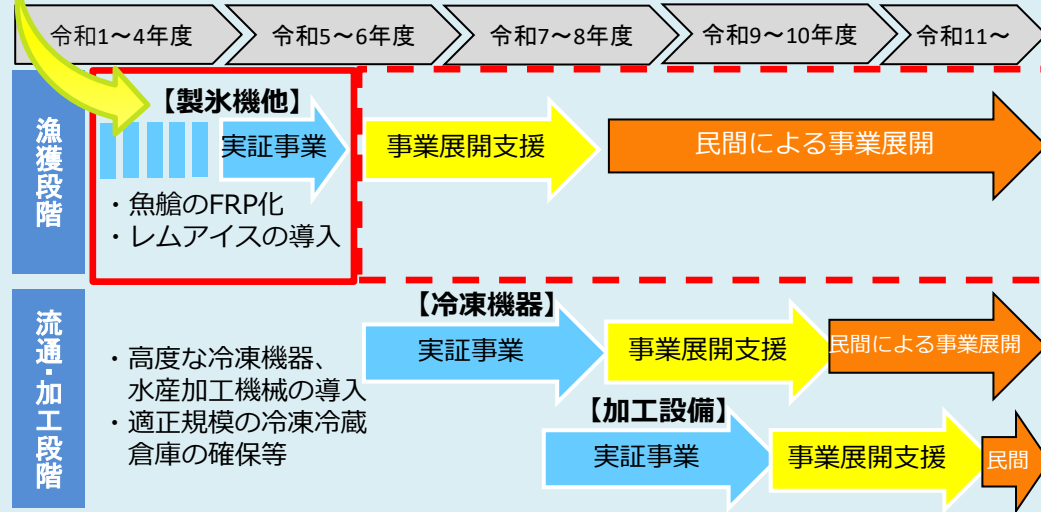 令和1～4年度
令和5～6年度
令和7～8年度
令和9～10年度
令和11～
漁獲段階
【製氷機他】
実証事業
事業展開支援
民間による事業展開
・魚艙のFRP化
・レムアイスの導入
流通・加工段階
・高度な冷凍機器、
水産加工機械の導入
・適正規模の冷凍冷蔵
倉庫の確保等
【冷凍機器】
実証事業
事業展開支援
民間による事業展開
【加工設備】
実証事業
事業展開支援
民間